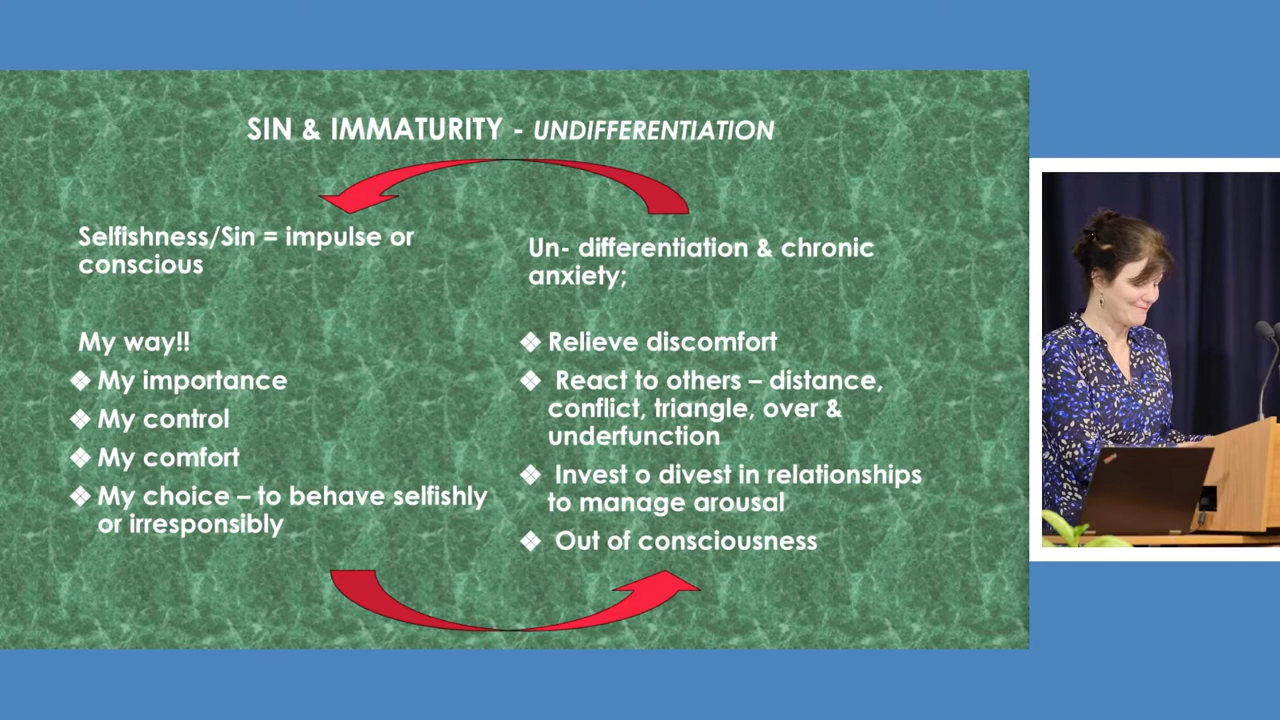 SIN & IMMATURITY - UNDIFFERENTIATION
Selfishness/Sin = impulse or
conscious
My way!!
❖ My importance
❖ My control
❖ My comfort
❖ My choice – to behave selfishly
or irresponsibly
Un- differentiation & chronic
anxiety;
❖ Relieve discomfort
❖ React to others – distance,
conflict, triangle, over &
underfunction
❖ Invest o divest in relationships
to manage arousal
❖ Out of consciousness